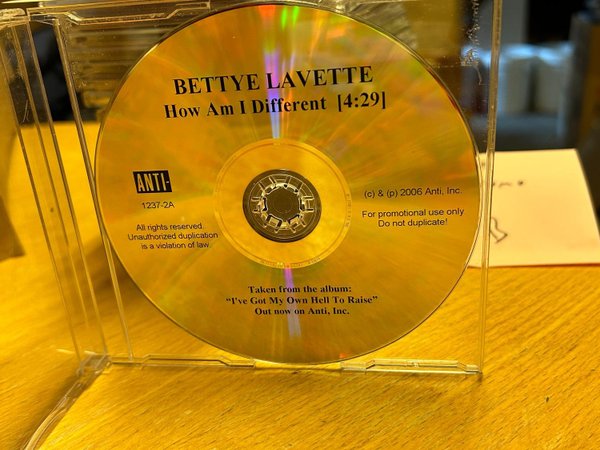 BETTYE LAVETTE
How Am I Different [4:29]
ANTI-
1237-2A
All rights reserved.
Unauthorized duplication
is a violation of law.
(c) & (p) 2006 Anti, Inc.
For promotional use only
Do not duplicate!
Taken from the album:
"I've Got My Own Hell To Raise"
Out now on Anti, Inc.